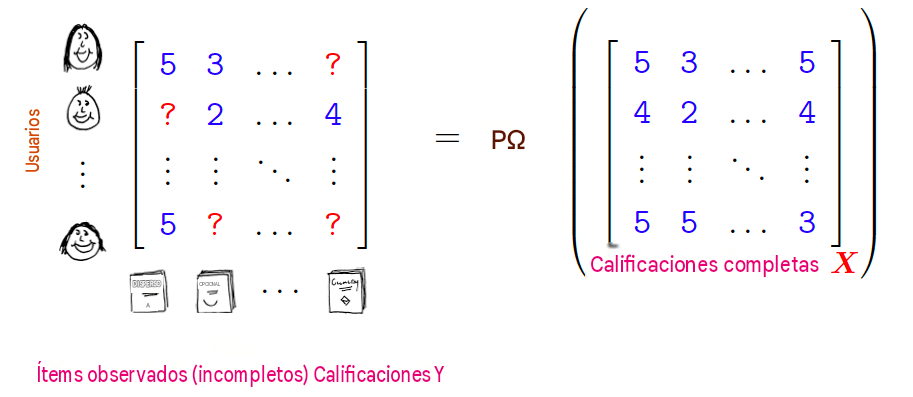 5 3 ... ?
? 2 ... 4
⋮ ⋮ ⋱ ⋮
5 ? ... ?
Usuarios
⋮
= PΩ
5 3 ... 5
4 2 ... 4
⋮ ⋮ ⋱ ⋮
5 5 ... 3
Calificaciones completas X
A
OPCIONAL
...
Ítems observados (incompletos) Calificaciones Y